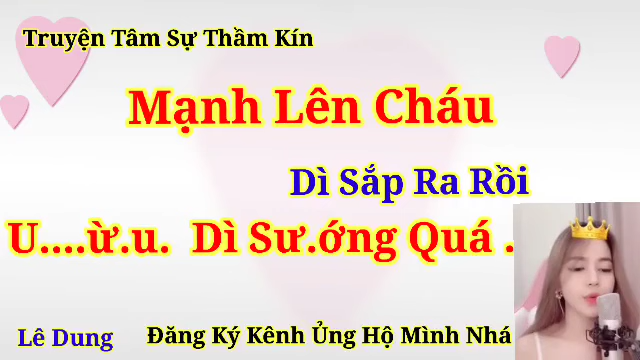 Truyện Tâm Sự Thầm Kín
Mạnh Lên Cháu
Dì Sắp Ra Rồi
U....ừ.u. Dì Sư.ớng Quá .
Lê Dung
Đăng Ký Kênh Ủng Hộ Mình Nhá